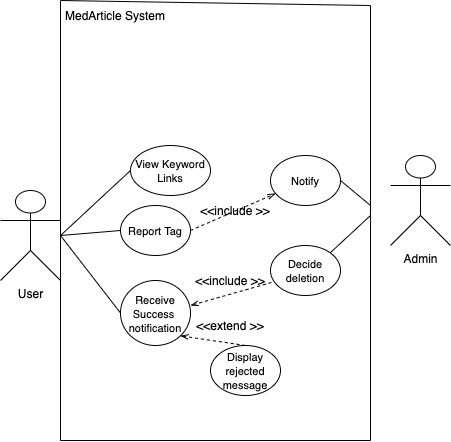 MedArticle System
View Keyword
Links
Notify
<<include >>
Report Tag
User
Admin
Decide
deletion
<<include >>
Receive
Success
notification
<<extend >>
Display
rejected
message